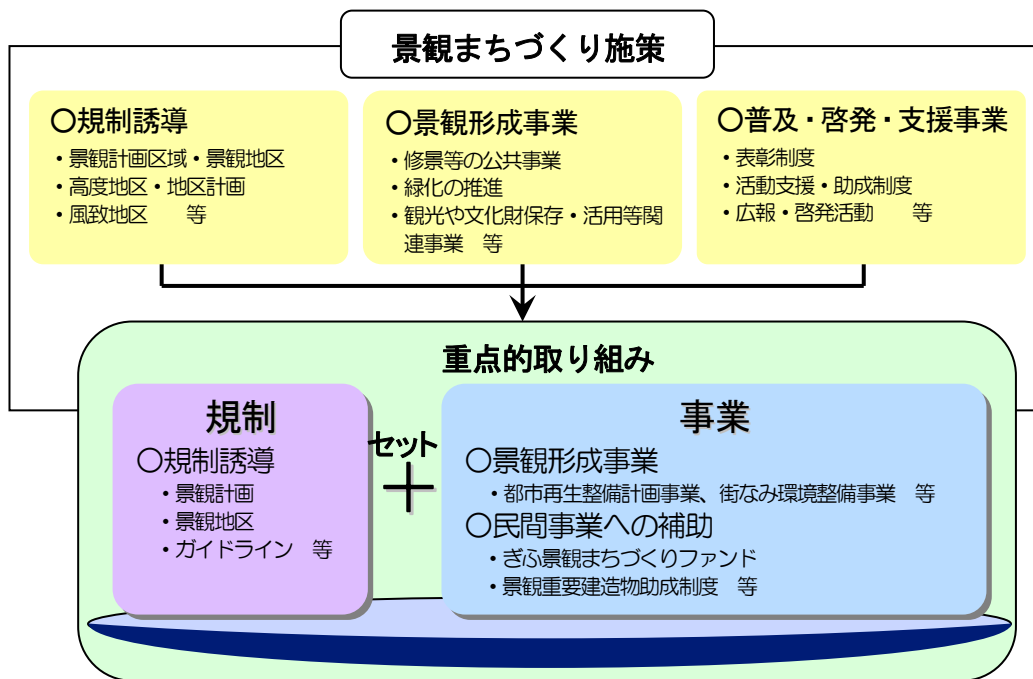 景観まちづくり施策
○規制誘導
・景観計画区域・景観地区
・高度地区・地区計画
・風致地区　等
○景観形成事業
・修景等の公共事業
・緑化の推進
・観光や文化財保存・活用等関
連事業　等
○普及・啓発・支援事業
・表彰制度
・活動支援・助成制度
・広報・啓発活動　等
重点的取り組み
規制
○規制誘導
・景観計画
・景観地区
・ガイドライン　等
セット
＋
事業
○景観形成事業
・都市再生整備計画事業、街なみ環境整備事業　等
○民間事業への補助
・ぎふ景観まちづくりファンド
・景観重要建造物助成制度　等